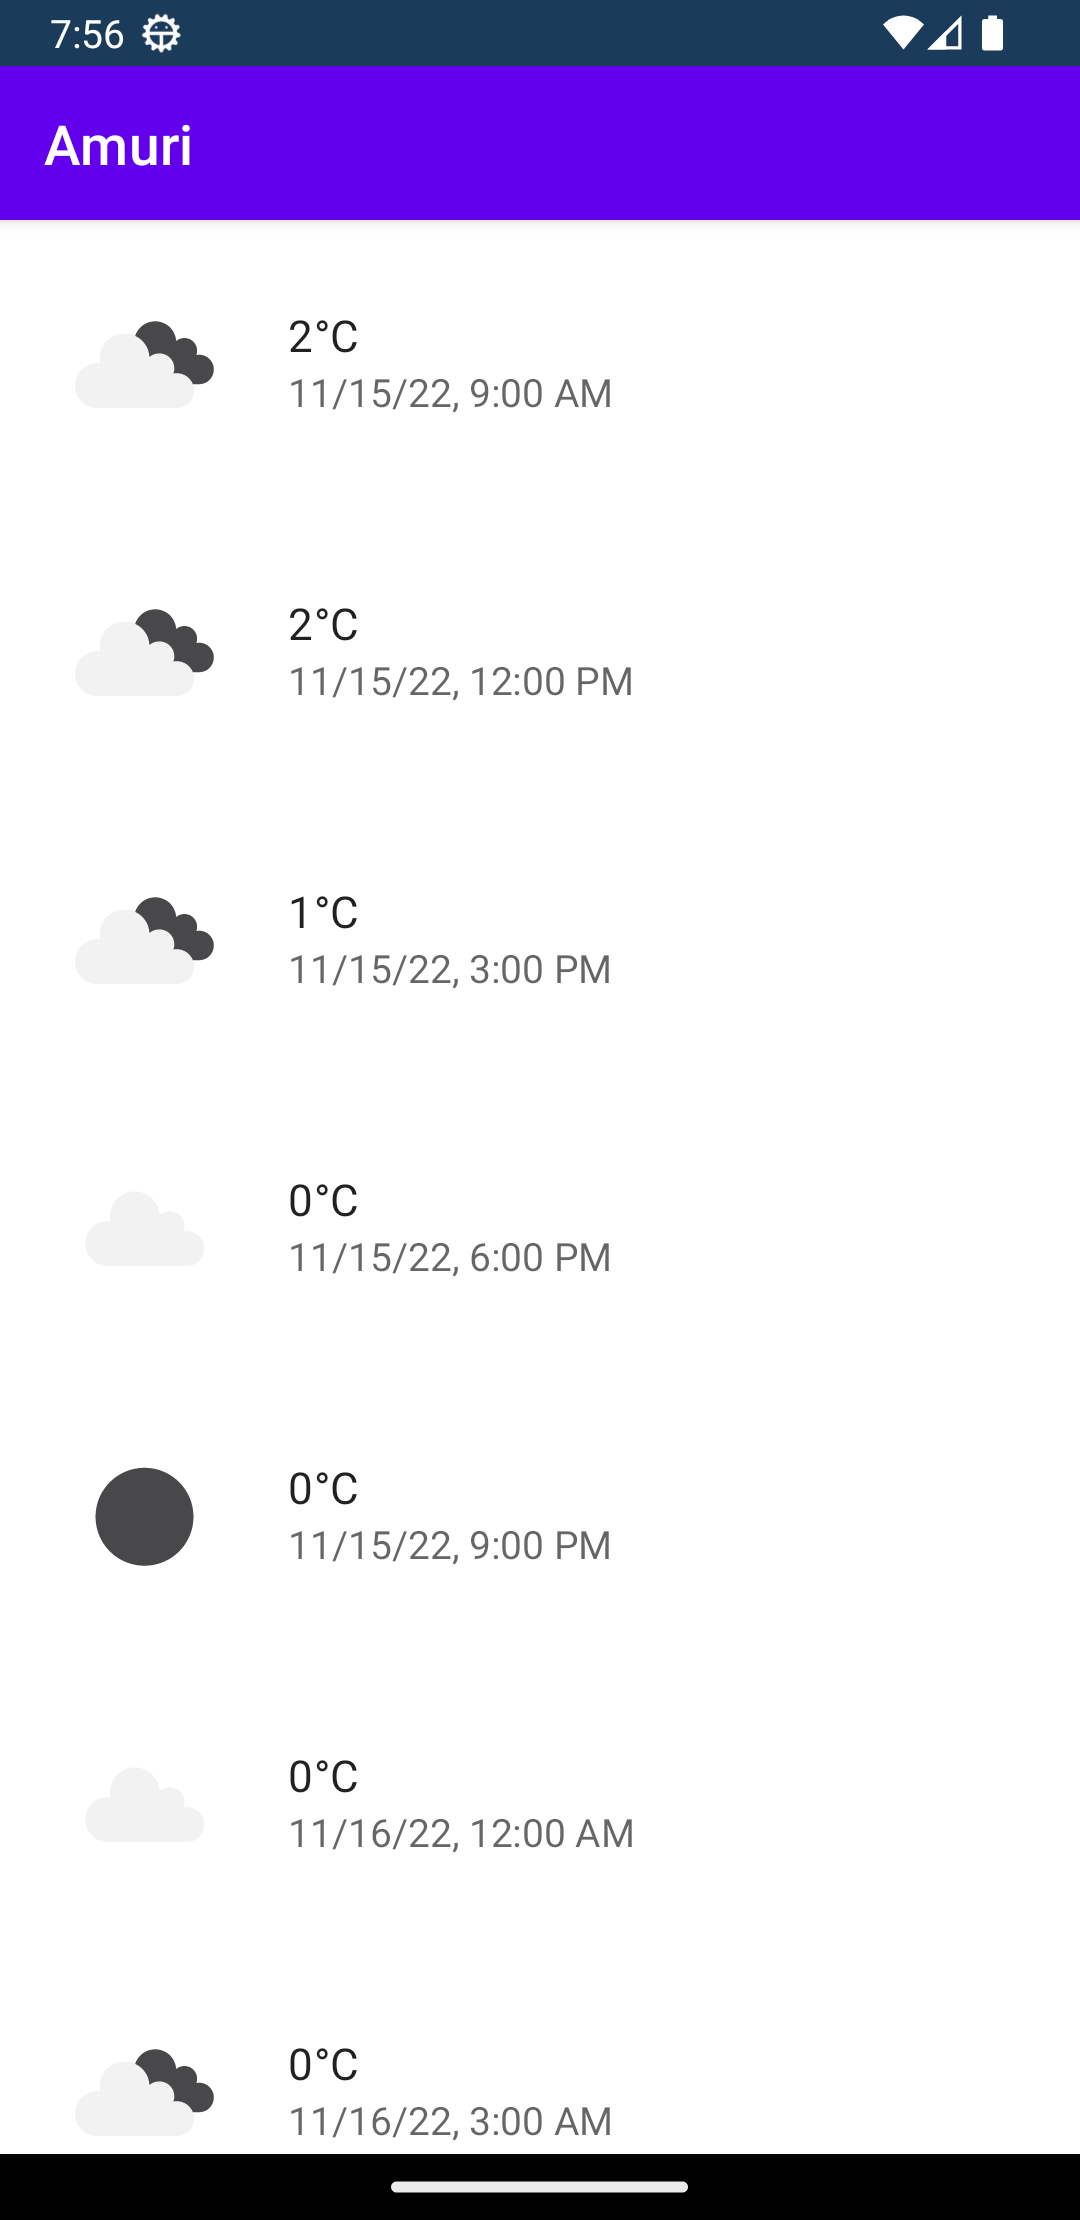 7:56
Amuri
2°C
11/15/22, 9:00 AM
2°C
11/15/22, 12:00 PM
1°C
11/15/22, 3:00 PM
0°C
11/15/22, 6:00 PM
0°C
11/15/22, 9:00 PM
0°C
11/16/22, 12:00 AM
0°C
11/16/22, 3:00 AM